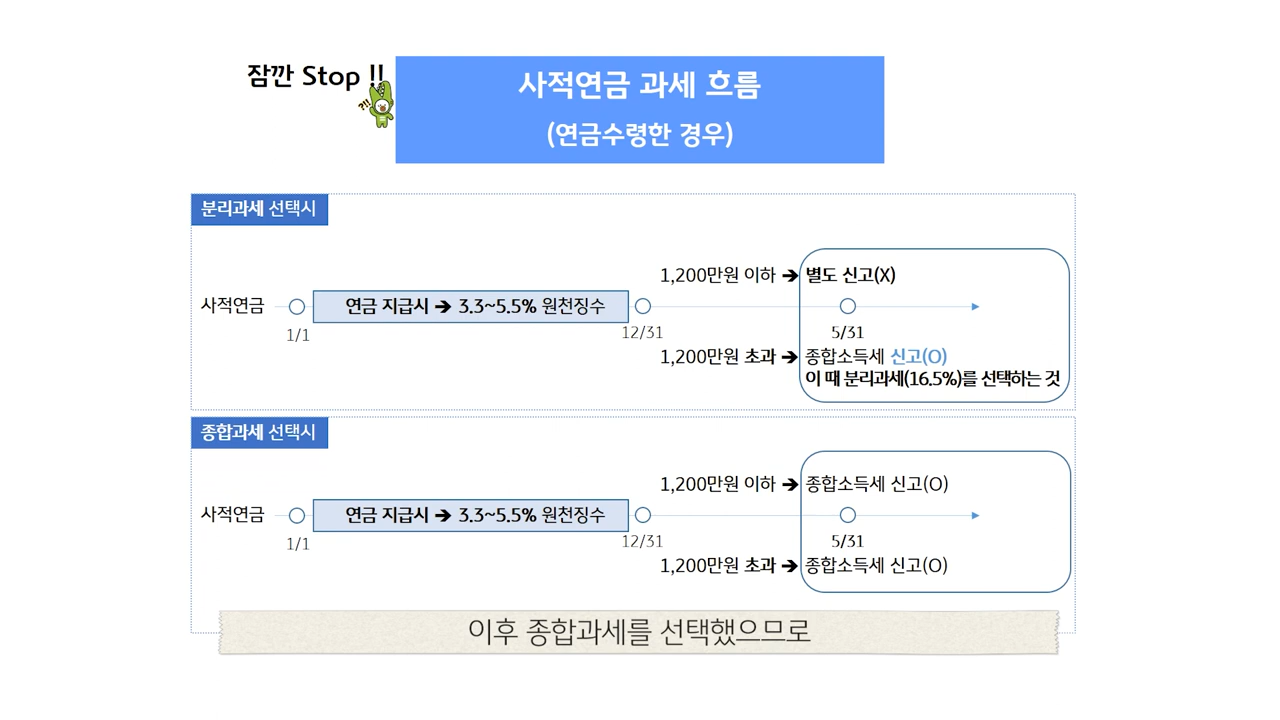 잠깐 Stop !!
?!!
사적연금 과세 흐름
(연금수령한 경우)
분리과세 선택시
1,200만원 이하 ➔ 별도 신고(X)
사적연금
연금 지급시 ➔ 3.3~5.5% 원천징수
1/1
12/31
5/31
1,200만원 초과 ➔ 종합소득세 신고(O)
이 때 분리과세(16.5%)를 선택하는 것
종합과세 선택시
1,200만원 이하 ➔ 종합소득세 신고(O)
사적연금
연금 지급시 ➔ 3.3~5.5% 원천징수
1/1
12/31
5/31
1,200만원 초과 ➔ 종합소득세 신고(O)
이후 종합과세를 선택했으므로